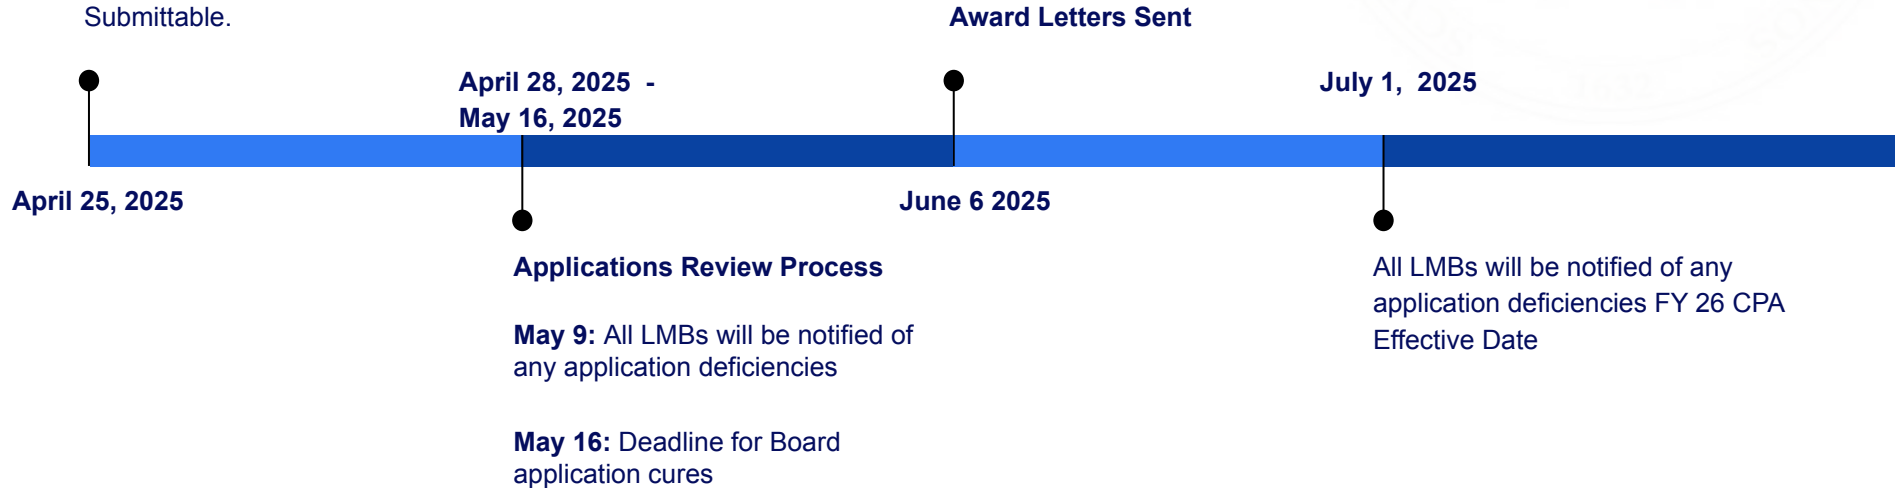 Submittable.
Award Letters Sent
April 28, 2025  -
May 16, 2025
July 1,  2025
April 25, 2025
June 6 2025
Applications Review Process
May 9: All LMBs will be notified of
any application deficiencies
May 16: Deadline for Board
application cures
All LMBs will be notified of any
application deficiencies FY 26 CPA
Effective Date